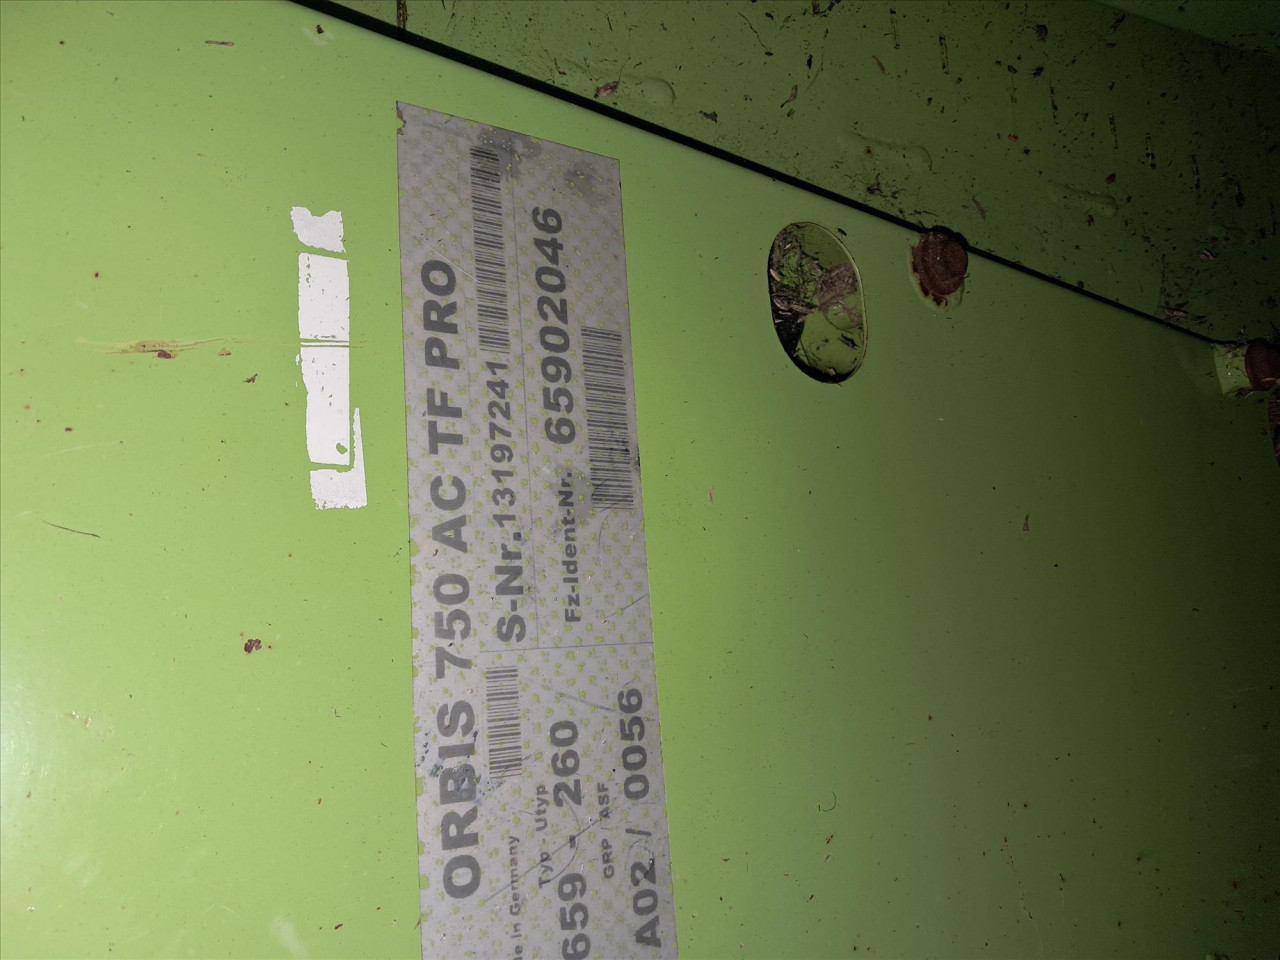 ORBIS 750 AC TF PRO
S-Nr.13197241
Fz-Ident-Nr. 65902046
in Germany
Typ - Utyp
659 - 260
GRP / ASF
A02 / 0056